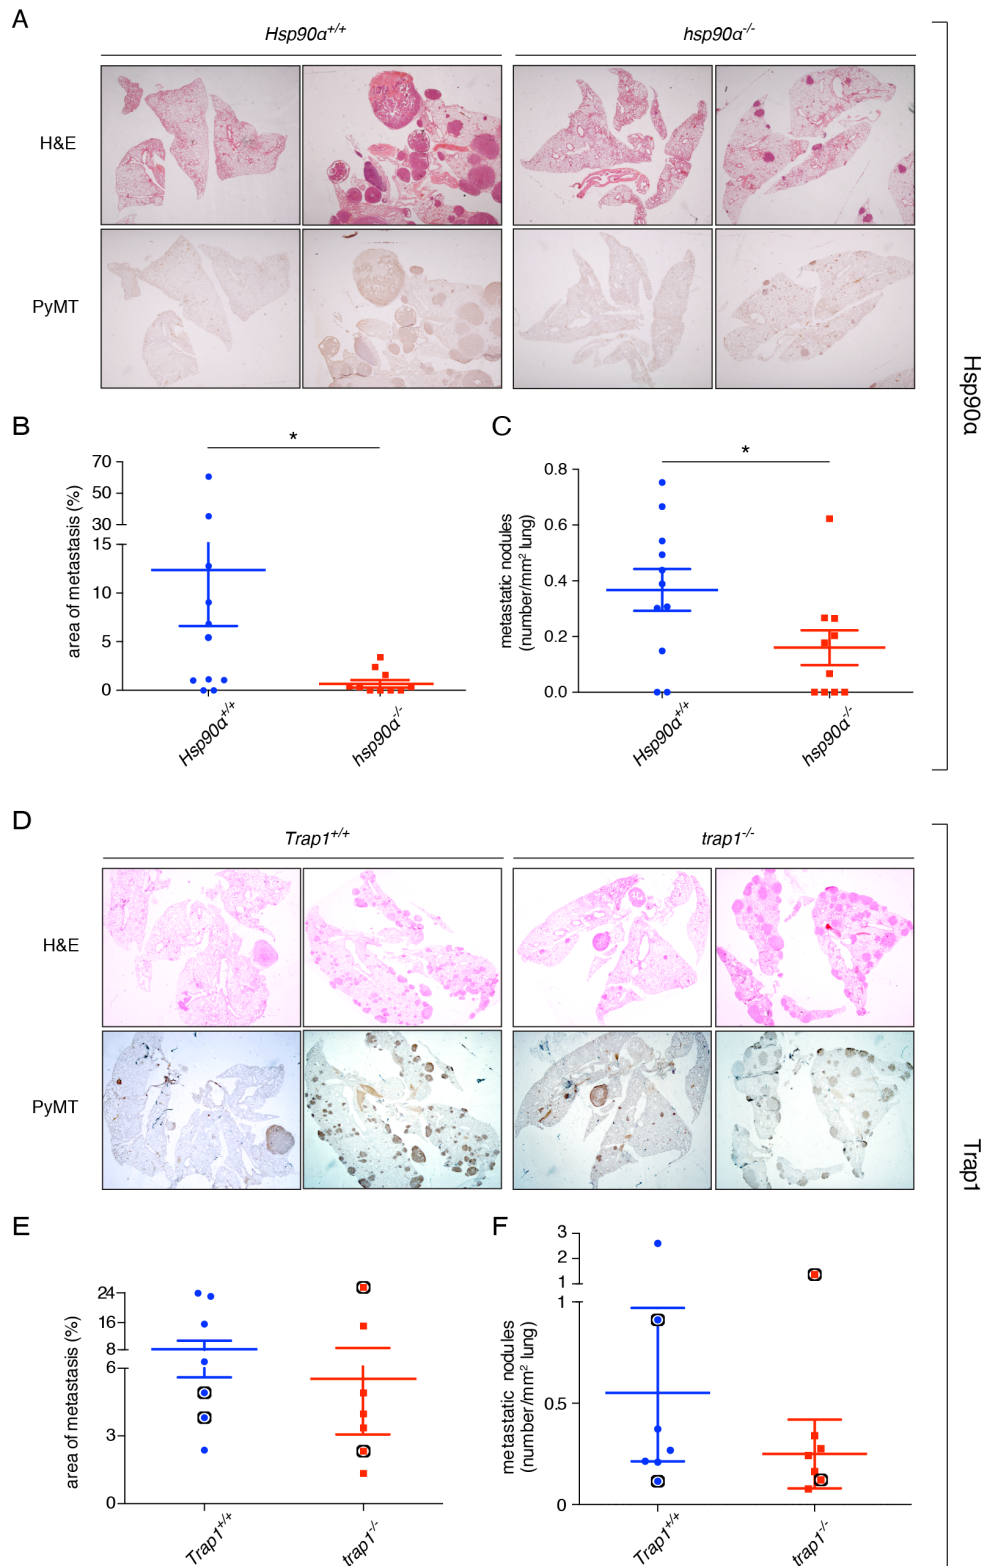 A
Hsp90α+/+
hsp90α-/-
H&E
PyMT
Hsp90α
B
*
area of metastasis (%)
70
50
30
15
10
5
0
Hsp90α+/+
hsp90α-/-
C
*
metastatic nodules
(number/mm2 lung)
0.8
0.6
0.4
0.2
0.0
Hsp90α+/+
hsp90α-/-
D
Trap1+/+
trap1-/-
H&E
PyMT
Trap1
E
area of metastasis (%)
24
16
8
6
3
0
Trap1+/+
trap1-/-
F
metastatic nodules
(number/mm2 lung)
3
2
1
1
0.5
0
Trap1+/+
trap1-/-